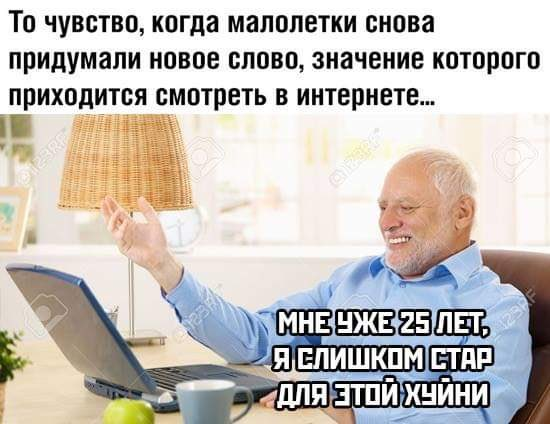 То чувство, когда малолетки снова
придумали новое слово, значение которого
приходится смотреть в интернете...
МНЕ УЖЕ 25 ЛЕТ,
Я СЛИШКОМ СТАР
ДЛЯ ЭТОЙ ХУЙНИ